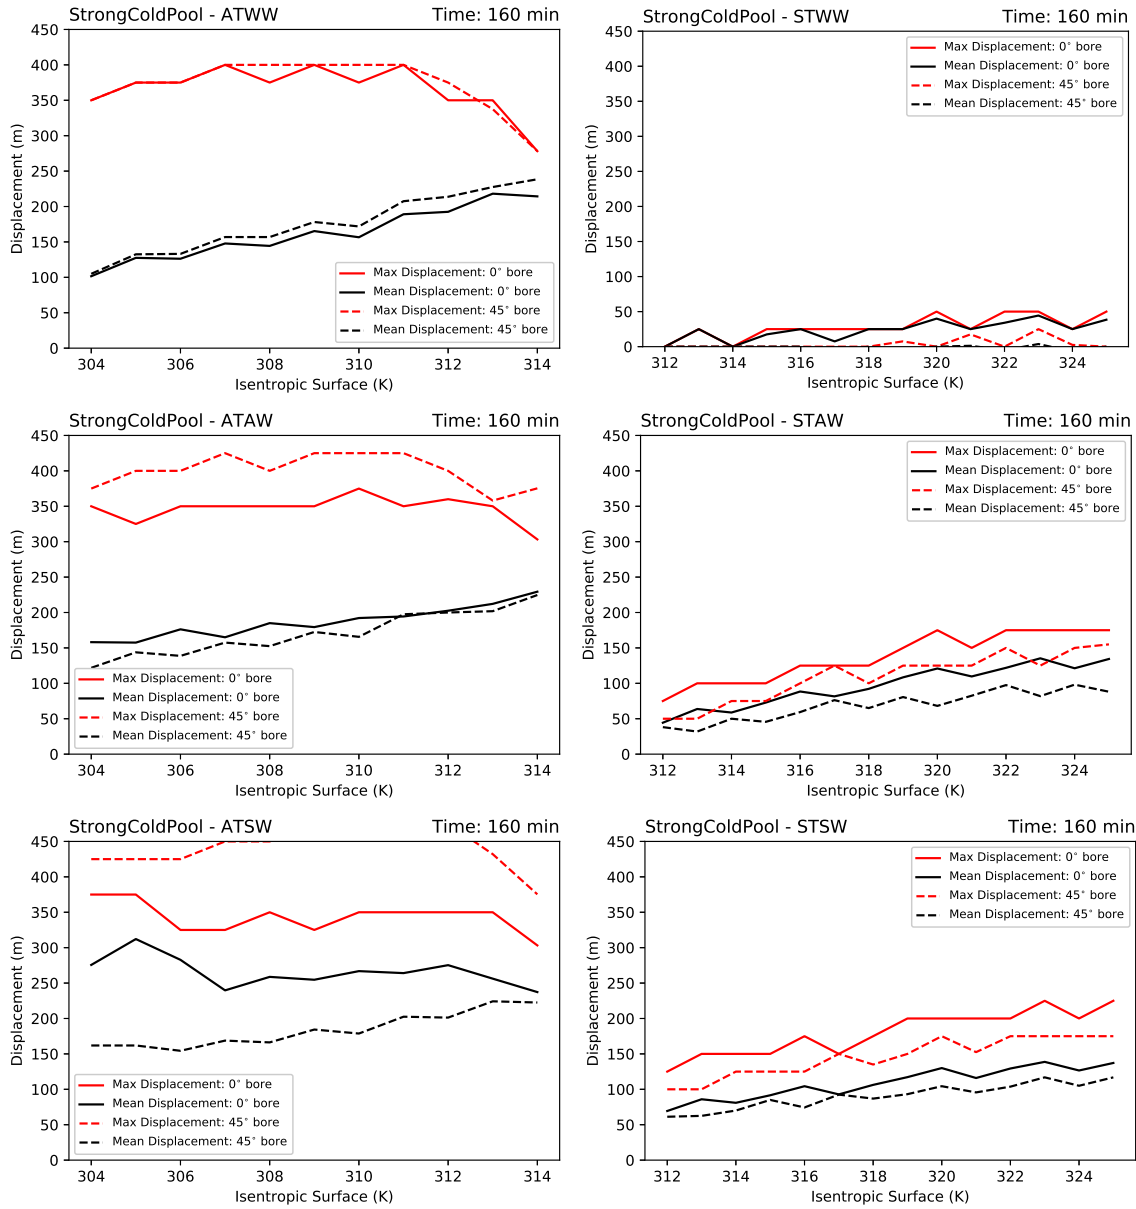 StrongColdPool - ATWW Time: 160 min
450
400
350
300
250
200
150
100
50
0
Displacement (m)
Max Displacement: 0° bore
Mean Displacement: 0° bore
Max Displacement: 45° bore
Mean Displacement: 45° bore
304 306 308 310 312 314
Isentropic Surface (K)
StrongColdPool - STWW Time: 160 min
450
400
350
300
250
200
150
100
50
0
Displacement (m)
Max Displacement: 0° bore
Mean Displacement: 0° bore
Max Displacement: 45° bore
Mean Displacement: 45° bore
312 314 316 318 320 322 324
Isentropic Surface (K)
StrongColdPool - ATAW Time: 160 min
450
400
350
300
250
200
150
100
50
0
Displacement (m)
Max Displacement: 0° bore
Mean Displacement: 0° bore
Max Displacement: 45° bore
Mean Displacement: 45° bore
304 306 308 310 312 314
Isentropic Surface (K)
StrongColdPool - STAW Time: 160 min
450
400
350
300
250
200
150
100
50
0
Displacement (m)
Max Displacement: 0° bore
Mean Displacement: 0° bore
Max Displacement: 45° bore
Mean Displacement: 45° bore
312 314 316 318 320 322 324
Isentropic Surface (K)
StrongColdPool - ATSW Time: 160 min
450
400
350
300
250
200
150
100
50
0
Displacement (m)
Max Displacement: 0° bore
Mean Displacement: 0° bore
Max Displacement: 45° bore
Mean Displacement: 45° bore
304 306 308 310 312 314
Isentropic Surface (K)
StrongColdPool - STSW Time: 160 min
450
400
350
300
250
200
150
100
50
0
Displacement (m)
Max Displacement: 0° bore
Mean Displacement: 0° bore
Max Displacement: 45° bore
Mean Displacement: 45° bore
312 314 316 318 320 322 324
Isentropic Surface (K)